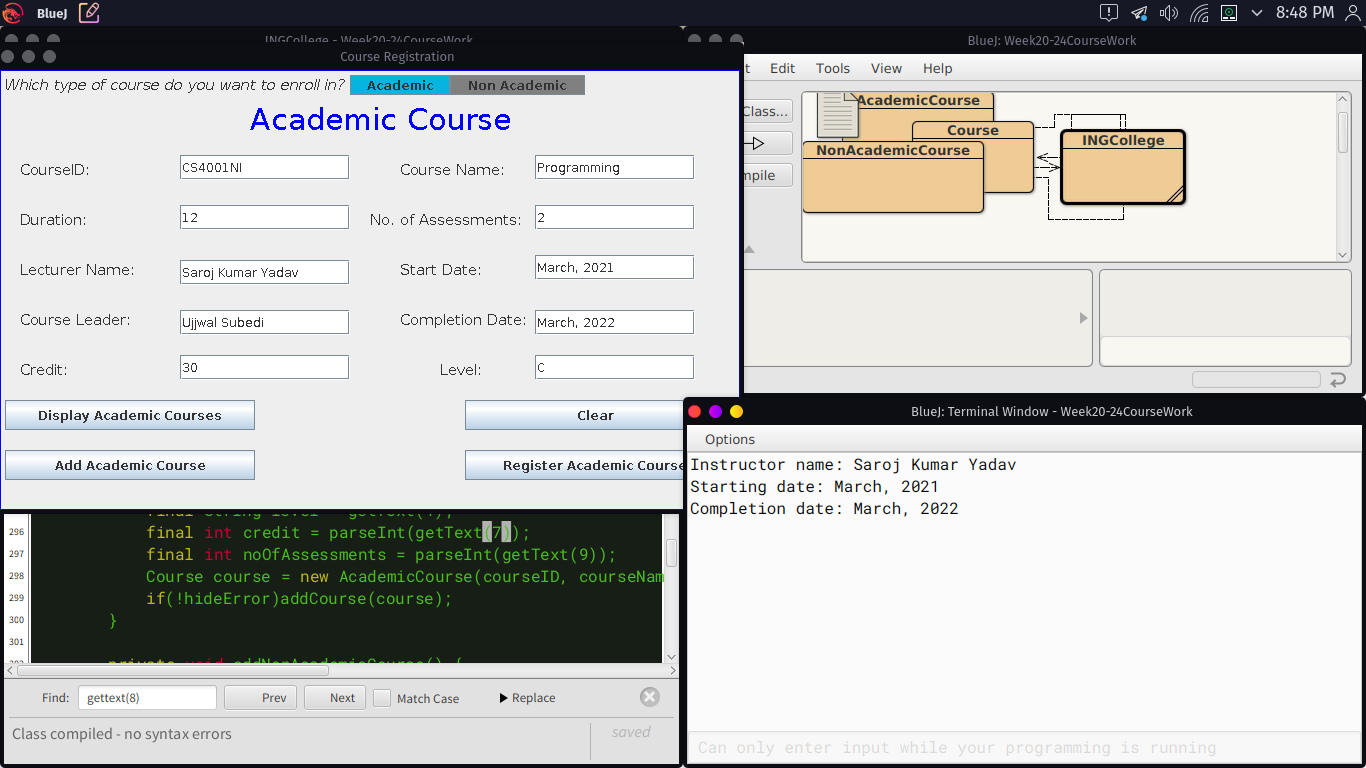 BlueJ
8:48 PM
INGCollege - Week20-24CourseWork
BlueJ: Week20-24CourseWork
Course Registration
Edit Tools View Help
Which type of course do you want to enroll in? Academic Non Academic
Academic Course
CourseID: CS4001NI Course Name: Programming
Duration: 12 No. of Assessments: 2
Lecturer Name: Saroj Kumar Yadav Start Date: March, 2021
Course Leader: Ujjwal Subedi Completion Date: March, 2022
Credit: 30 Level: C
Display Academic Courses Clear
Add Academic Course Register Academic Course
Class...
AcademicCourse
Course
NonAcademicCourse
INGCollege
BlueJ: Terminal Window - Week20-24CourseWork
Options
Instructor name: Saroj Kumar Yadav
Starting date: March, 2021
Completion date: March, 2022
Can only enter input while your programming is running
296 final int credit = parseInt(getText(7));
297 final int noOfAssessments = parseInt(getText(9));
298 Course course = new AcademicCourse(courseID, courseNam
299 if(!hideError)addCourse(course);
300 }
301
Find: gettext(8) Prev Next Match Case Replace
Class compiled - no syntax errors saved